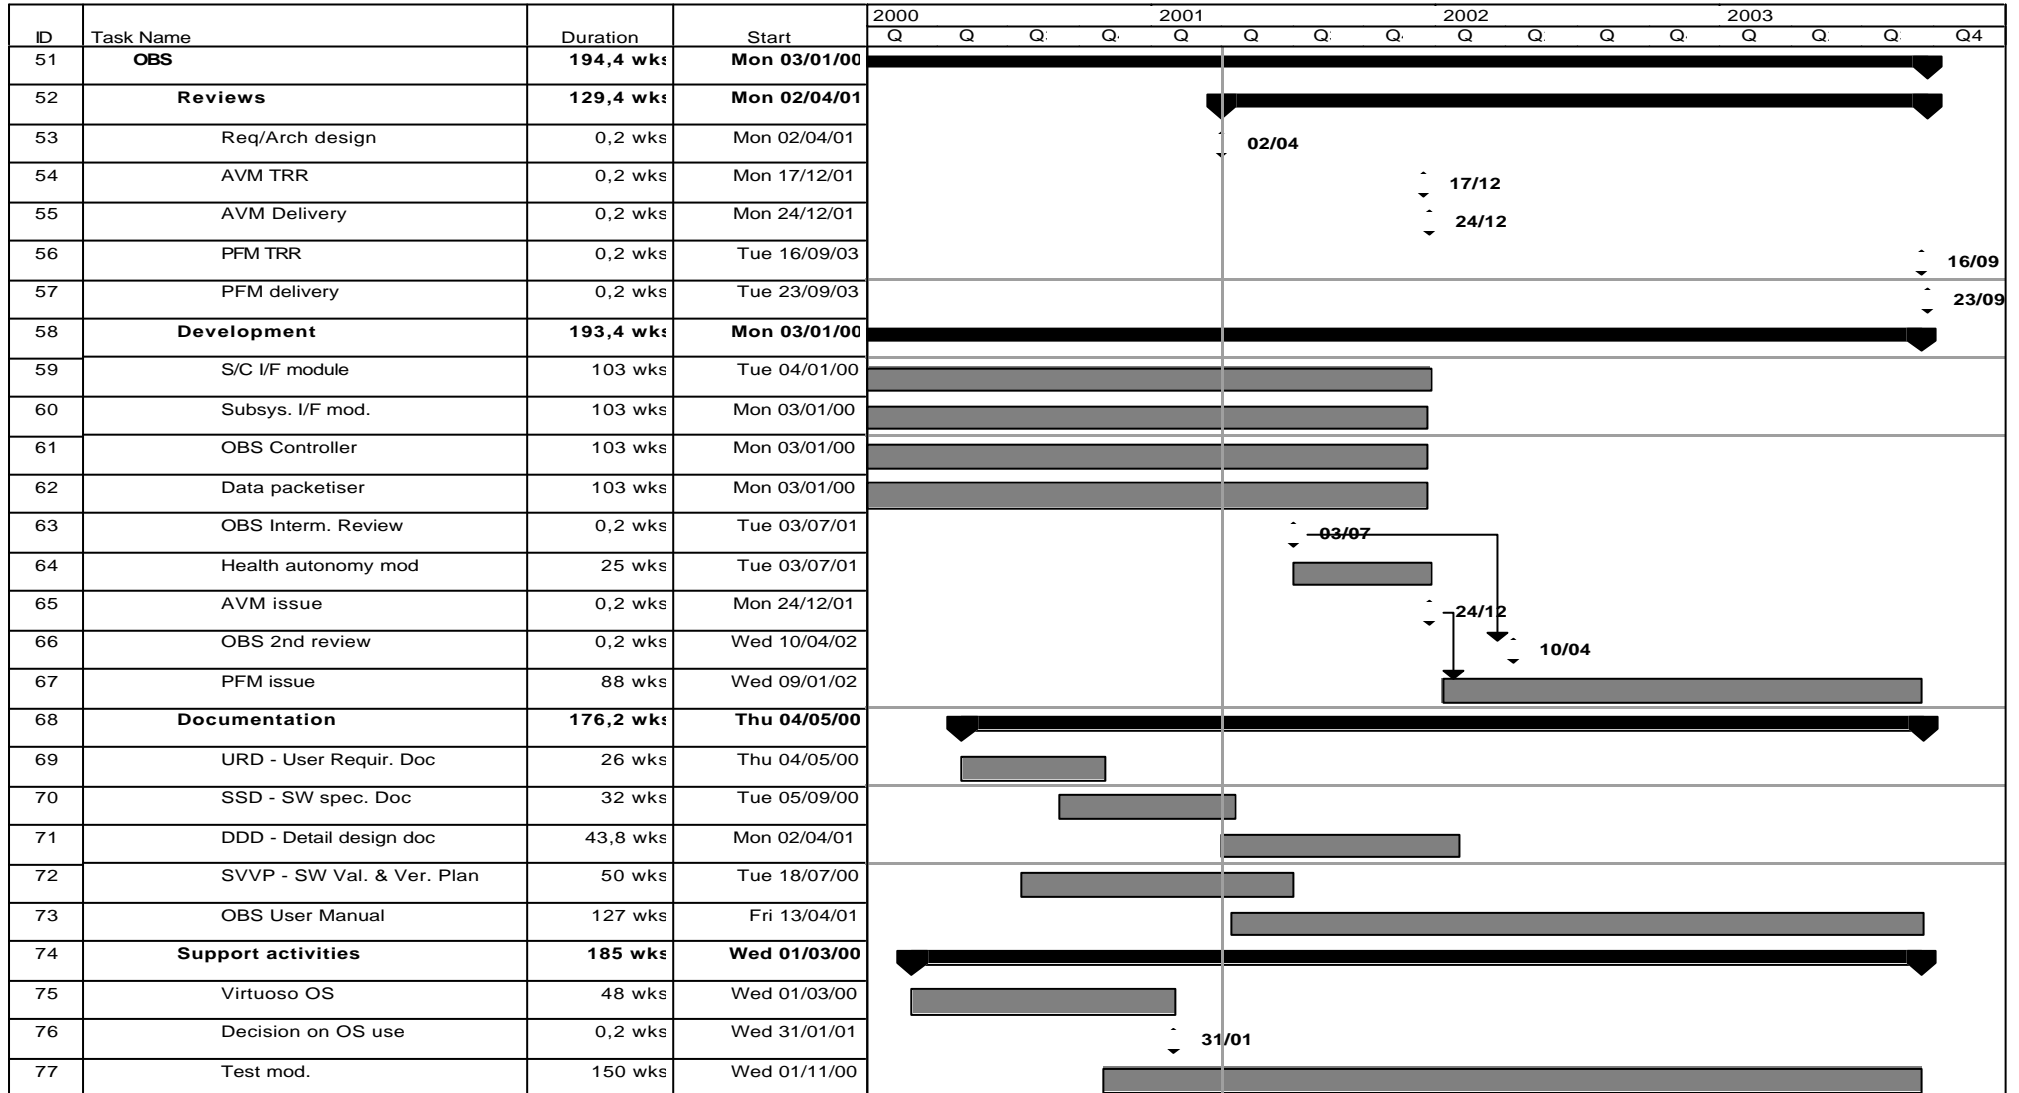 2000 2001 2002 2003
ID Task Name Duration Start Q Q Q Q Q Q Q Q Q Q Q Q Q Q Q Q4
51 OBS 194,4 wks Mon 03/01/00
52 Reviews 129,4 wks Mon 02/04/01
53 Req/Arch design 0,2 wks Mon 02/04/01 02/04
54 AVM TRR 0,2 wks Mon 17/12/01 17/12
55 AVM Delivery 0,2 wks Mon 24/12/01 24/12
56 PFM TRR 0,2 wks Tue 16/09/03 16/09
57 PFM delivery 0,2 wks Tue 23/09/03 23/09
58 Development 193,4 wks Mon 03/01/00
59 S/C I/F module 103 wks Tue 04/01/00
60 Subsys. I/F mod. 103 wks Mon 03/01/00
61 OBS Controller 103 wks Mon 03/01/00
62 Data packetiser 103 wks Mon 03/01/00
63 OBS Interm. Review 0,2 wks Tue 03/07/01 03/07
64 Health autonomy mod 25 wks Tue 03/07/01
65 AVM issue 0,2 wks Mon 24/12/01 24/12
66 OBS 2nd review 0,2 wks Wed 10/04/02 10/04
67 PFM issue 88 wks Wed 09/01/02
68 Documentation 176,2 wks Thu 04/05/00
69 URD - User Requir. Doc 26 wks Thu 04/05/00
70 SSD - SW spec. Doc 32 wks Tue 05/09/00
71 DDD - Detail design doc 43,8 wks Mon 02/04/01
72 SVVP - SW Val. & Ver. Plan 50 wks Tue 18/07/00
73 OBS User Manual 127 wks Fri 13/04/01
74 Support activities 185 wks Wed 01/03/00
75 Virtuoso OS 48 wks Wed 01/03/00
76 Decision on OS use 0,2 wks Wed 31/01/01 31/01
77 Test mod. 150 wks Wed 01/11/00